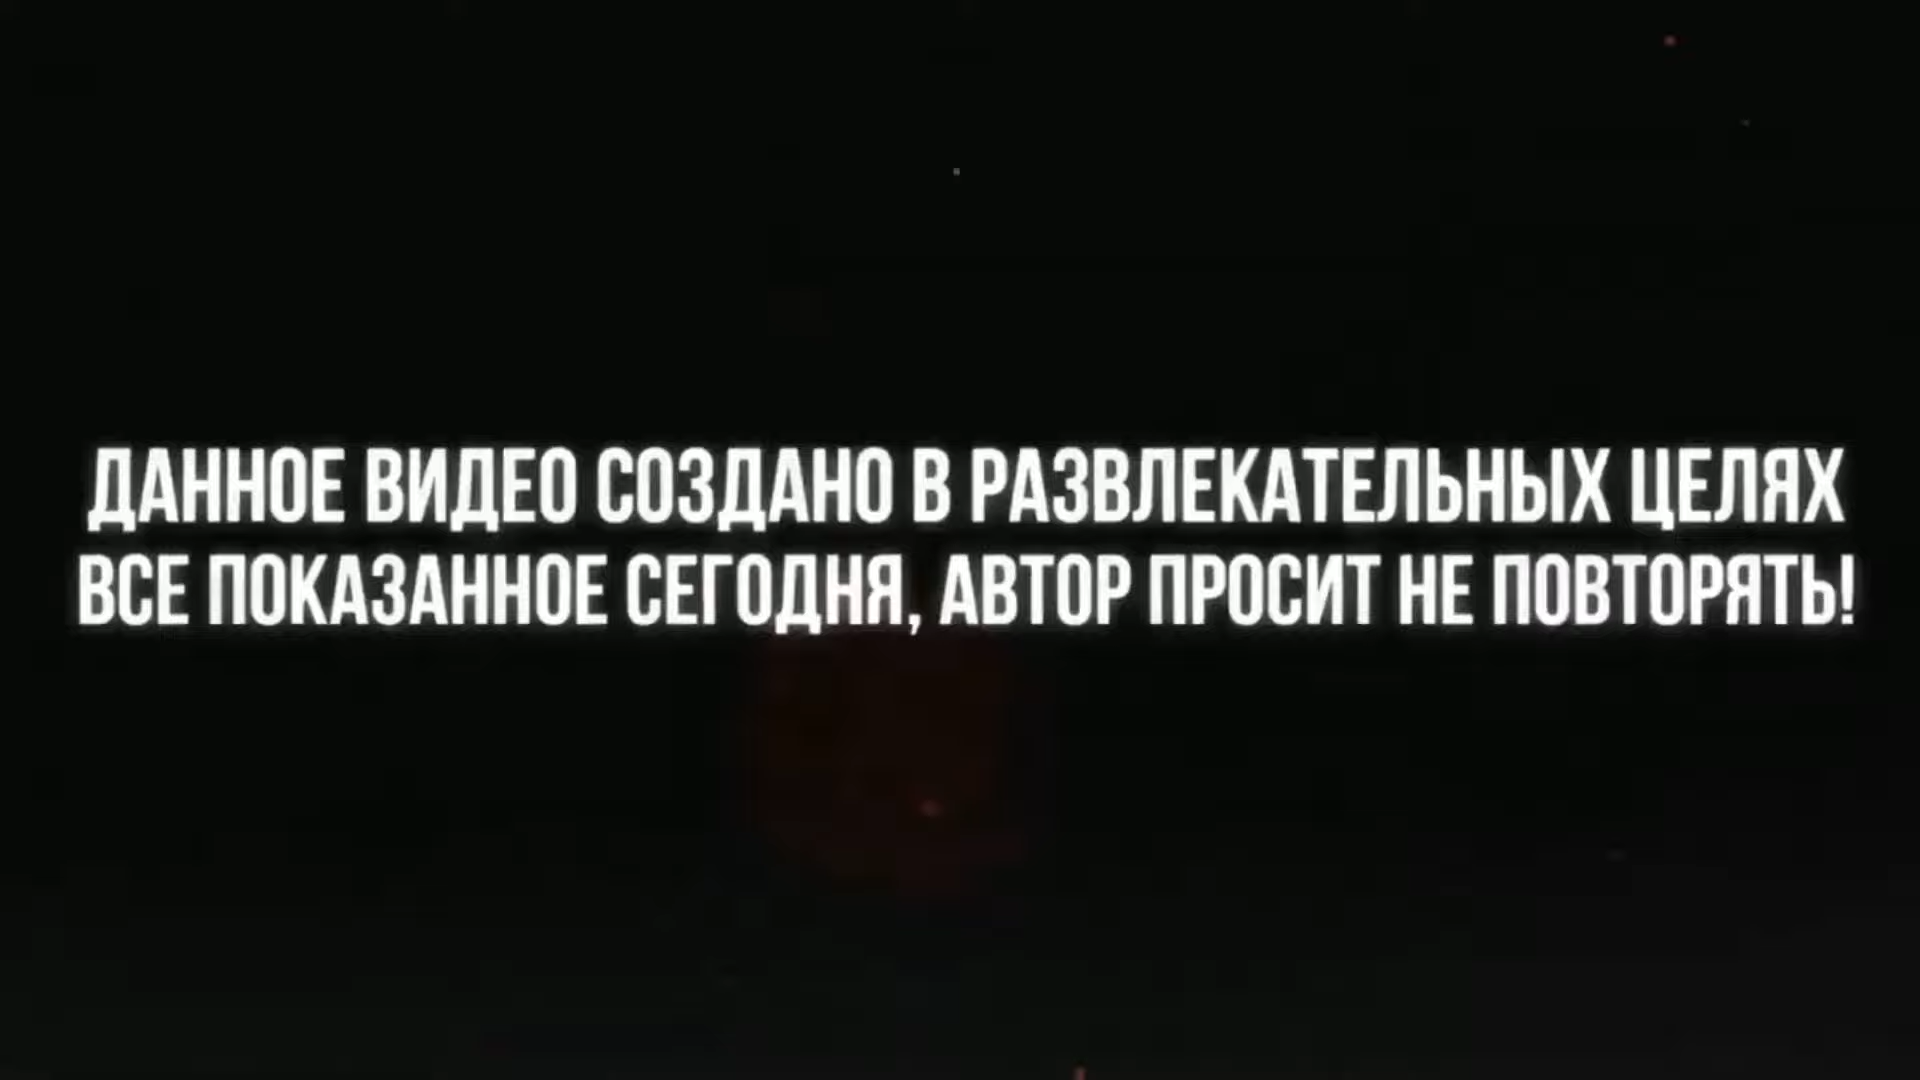 ДАННОЕ ВИДЕО СОЗДАНО В РАЗВЛЕКАТЕЛЬНЫХ ЦЕЛЯХ
ВСЕ ПОКАЗАННОЕ СЕГОДНЯ, АВТОР ПРОСИТ НЕ ПОВТОРЯТЬ!